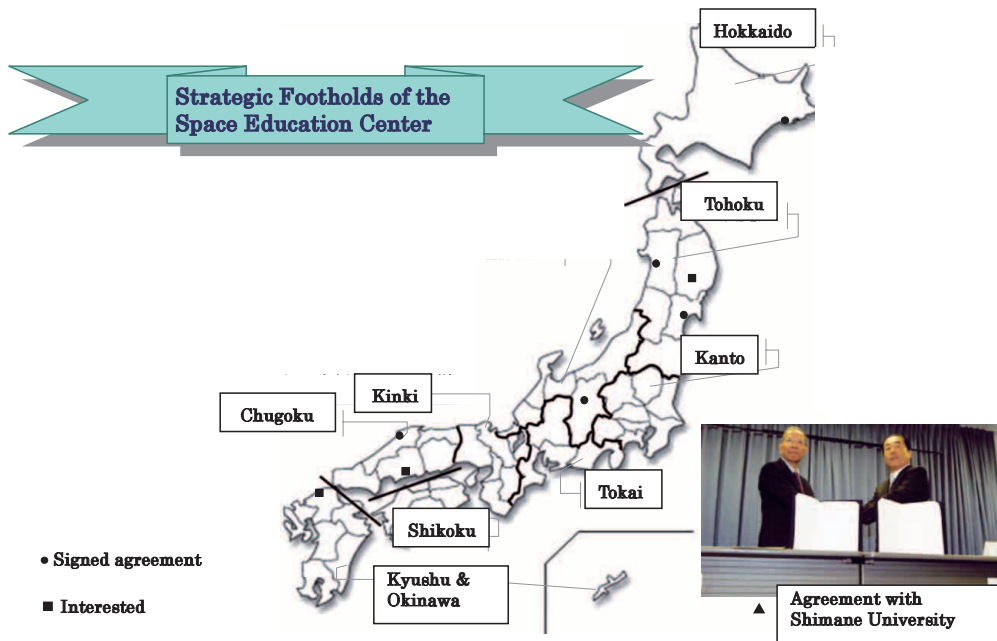 Hokkaido
Strategic Footholds of the
Space Education Center
Tohoku
Kanto
Kinki
Chugoku
Tokai
Shikoku
● Signed agreement
Kyushu &
Okinawa
■ Interested
▲ Agreement with
Shimane University